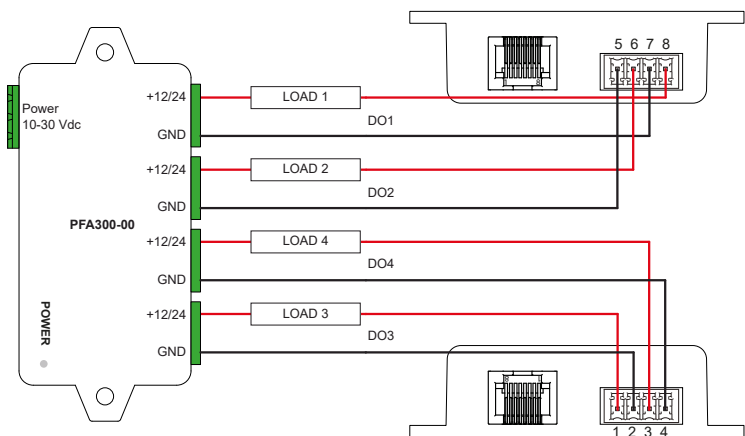 5 6 7 8
+12/24
LOAD 1
Power
10-30 Vdc
DO1
GND
+12/24
LOAD 2
DO2
GND
PFA300-00
+12/24
LOAD 4
DO4
GND
POWER
+12/24
LOAD 3
DO3
GND
1 2 3 4